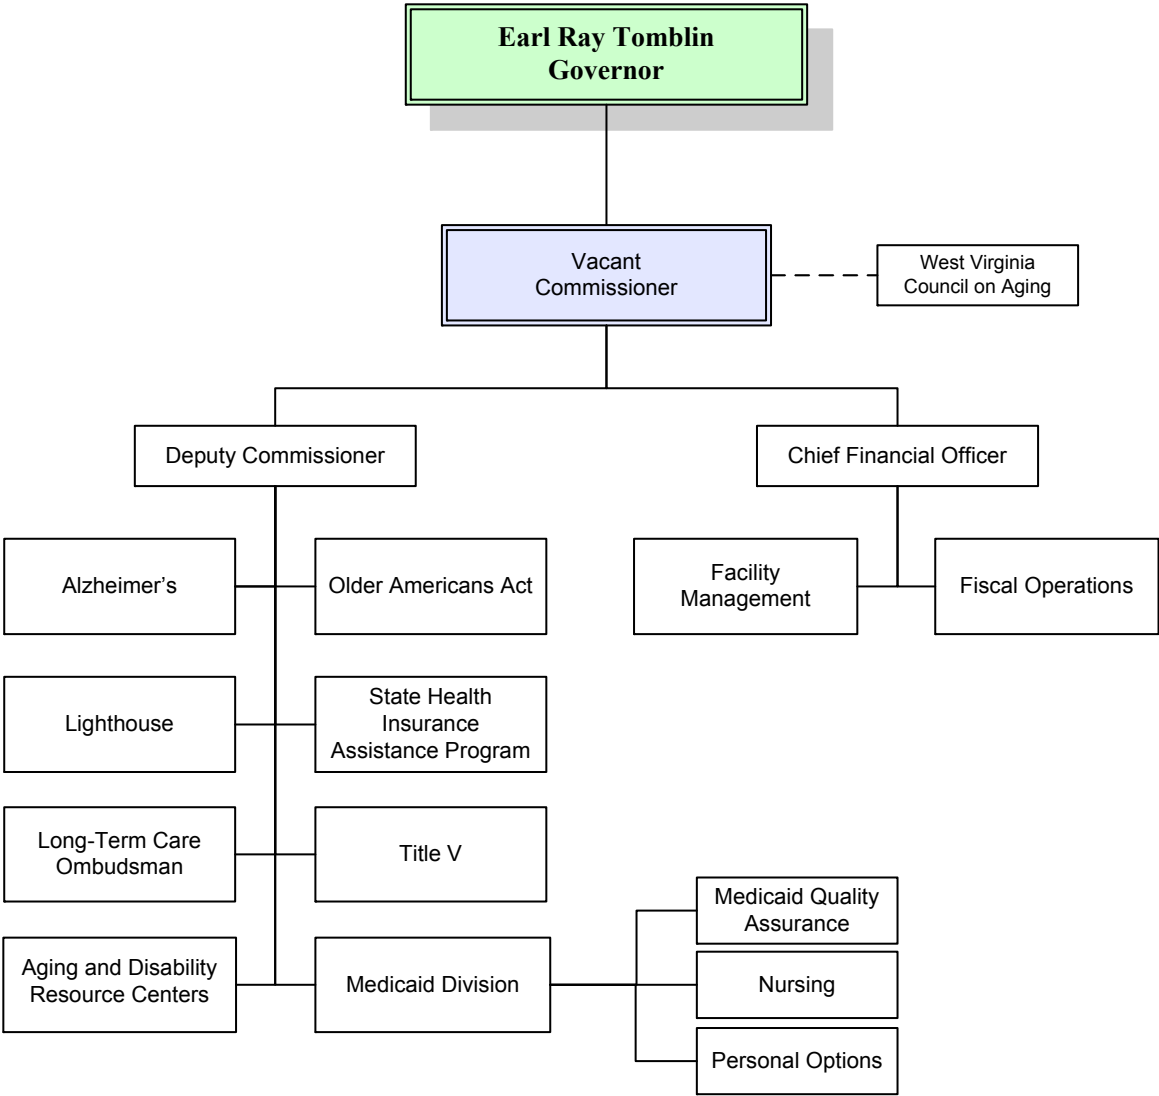 Earl Ray Tomblin
Governor
Vacant
Commissioner
West Virginia
Council on Aging
Deputy Commissioner
Chief Financial Officer
Alzheimer’s
Older Americans Act
Facility
Management
Fiscal Operations
Lighthouse
State Health
Insurance
Assistance Program
Long-Term Care
Ombudsman
Title V
Medicaid Quality
Assurance
Aging and Disability
Resource Centers
Medicaid Division
Nursing
Personal Options